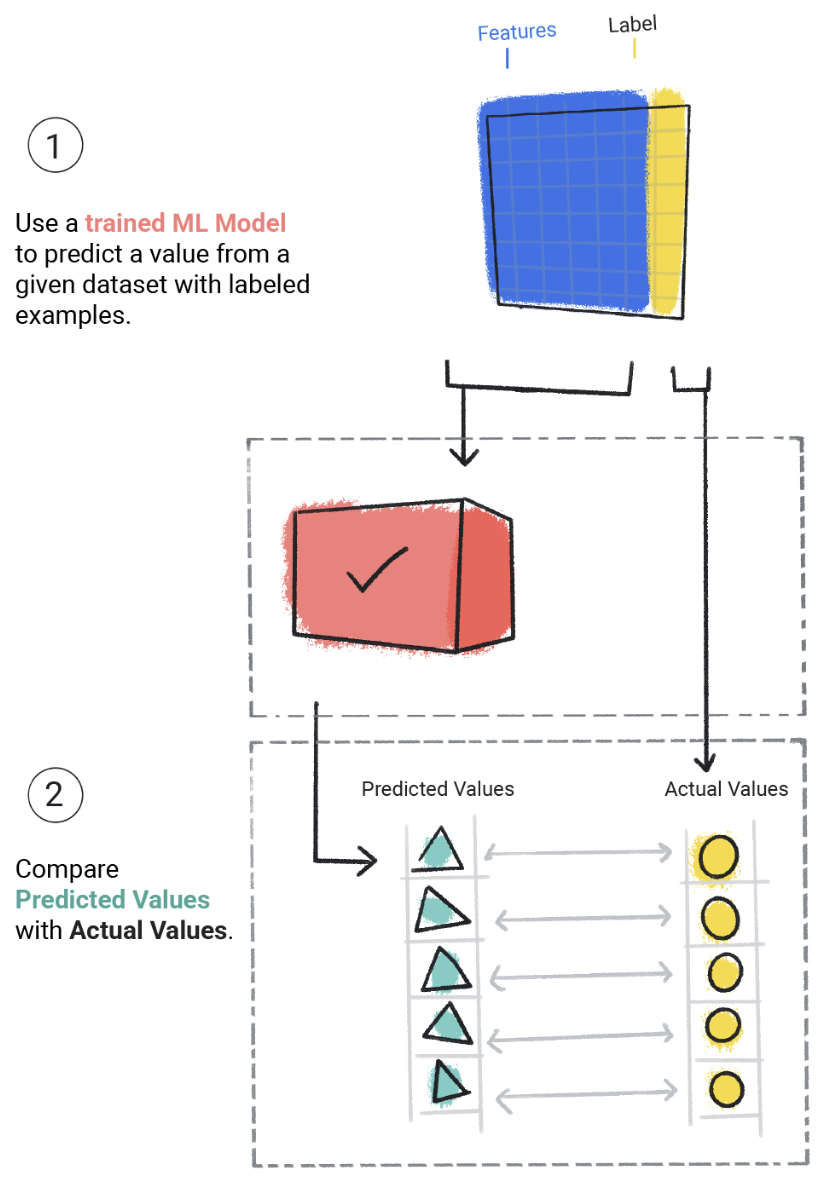 Features
Label
1
Use a trained ML Model
to predict a value from a
given dataset with labeled
examples.
2
Compare
Predicted Values
with Actual Values.
Predicted Values
Actual Values